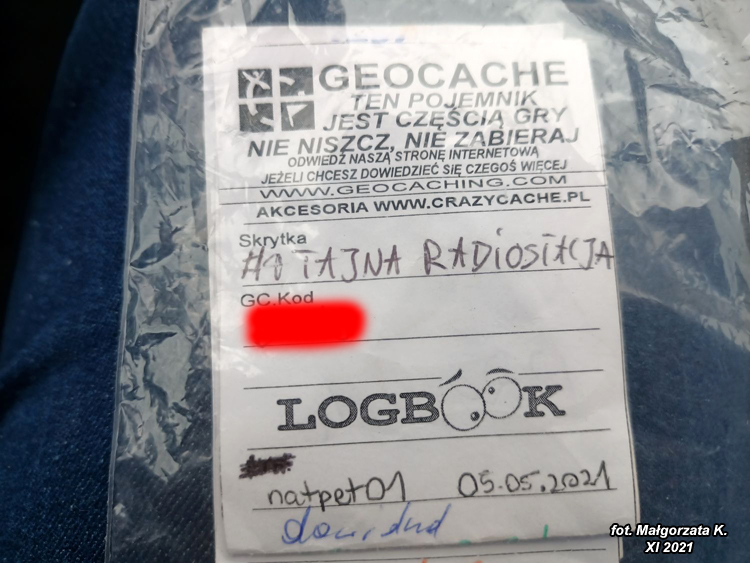 GEOCACHE
TEN POJEMNIK
JEST CZĘŚCIĄ GRY
NIE NISZCZ, NIE ZABIERAJ
ODWIEDŹ NASZĄ STRONĘ INTERNETOWĄ
JEŻELI CHCESZ DOWIEDZIEĆ SIĘ CZEGOŚ WIĘCEJ
WWW.GEOCACHING.COM
AKCESORIA WWW.CRAZYCACHE.PL
Skrytka
#1 TAJNA RADIOSTACJA
GC Kod
LOGBOOK
natpet01 05.05.2021
fot. Małgorzata K.
XI 2021